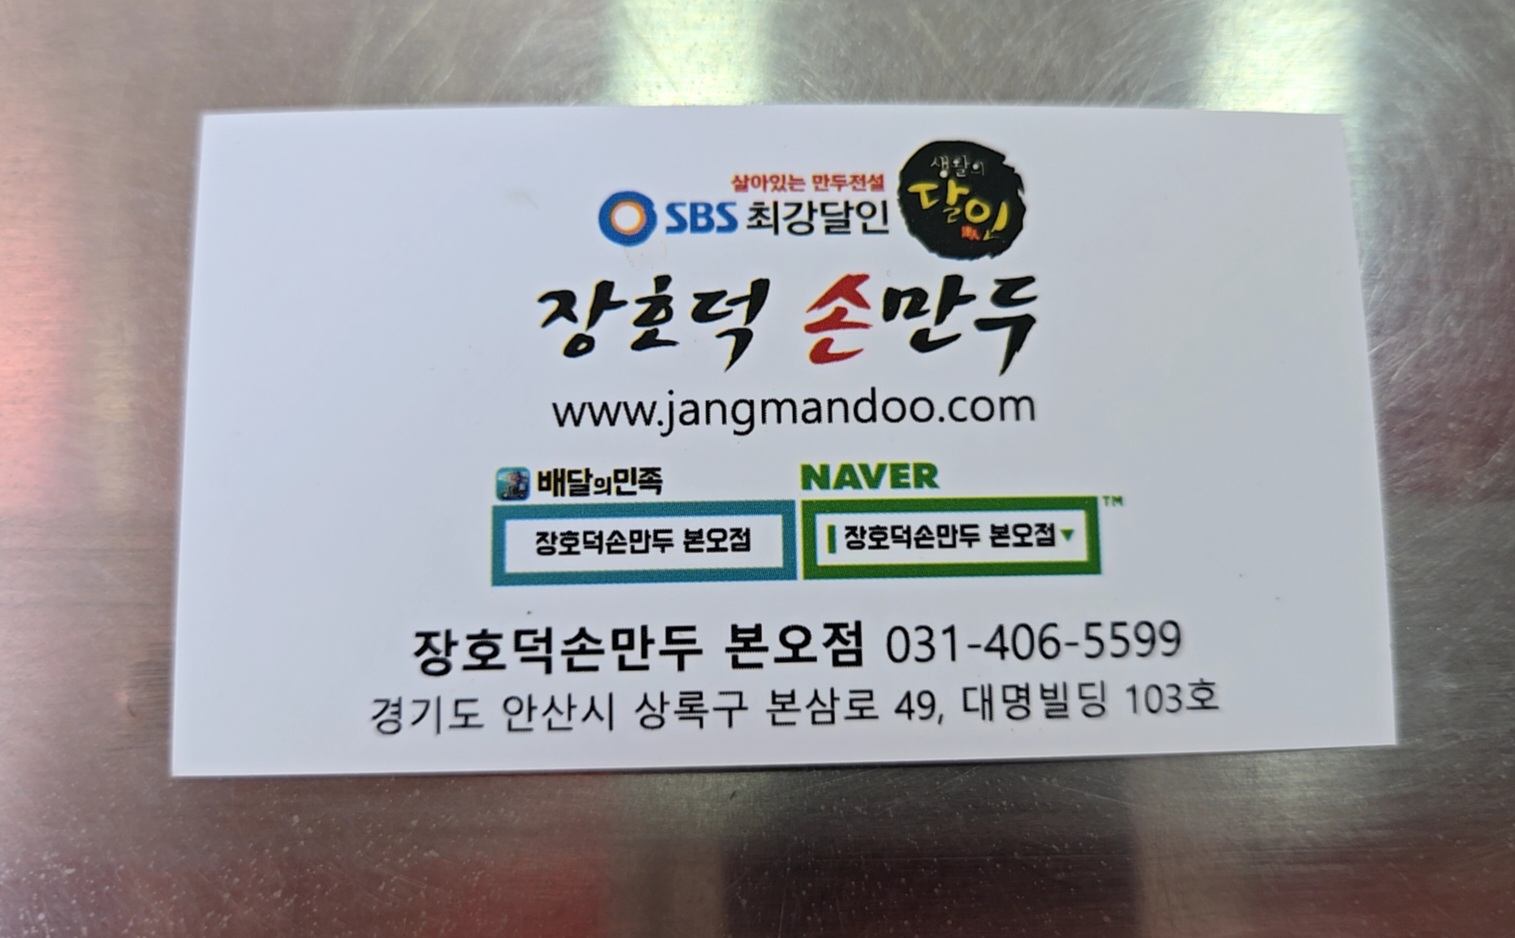 살아있는 만두전설
SBS 최강달인
생활의
달인
장호덕 손만두
www.jangmandoo.com
배달의민족
NAVER
장호덕손만두 본오점
장호덕손만두 본오점▼
TM
장호덕손만두 본오점 031-406-5599
경기도 안산시 상록구 본삼로 49, 대명빌딩 103호